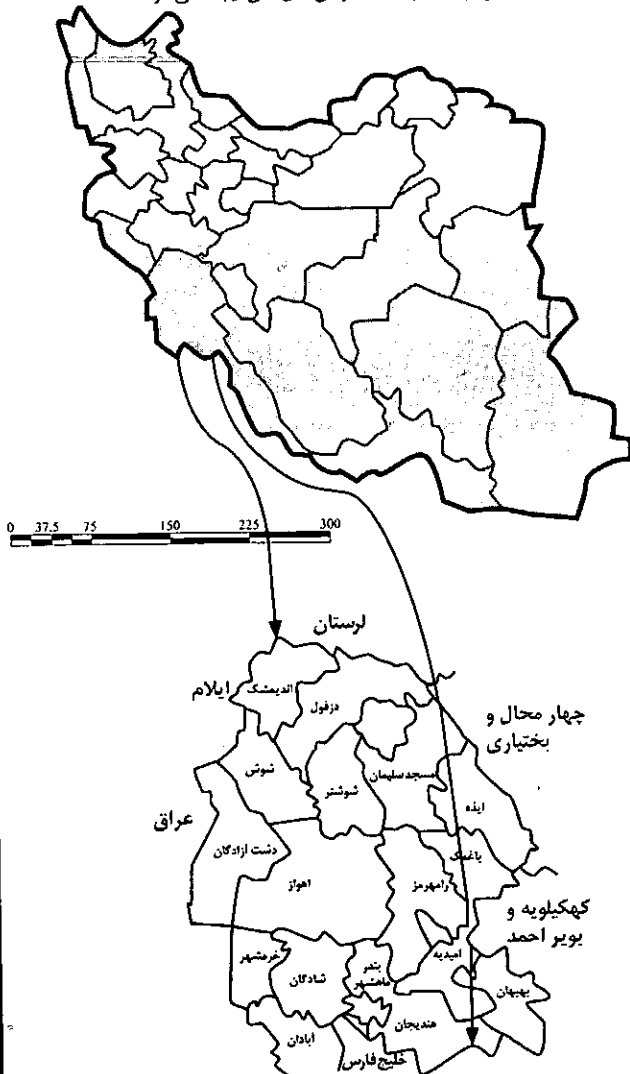 0 37.5 75 150 225 300
لرستان
ایلام
اندیمشک
دزفول
چهار محال و
بختیاری
شوش
شوشتر
مسجدسلیمان
ایذه
عراق
دشت آزادگان
اهواز
رامهرمز
باغملک
کهکیلویه و
بویر احمد
خرمشهر
شادگان
بندر
ماهشهر
امیدیه
بهبهان
هندیجان
آبادان
خلیج فارس